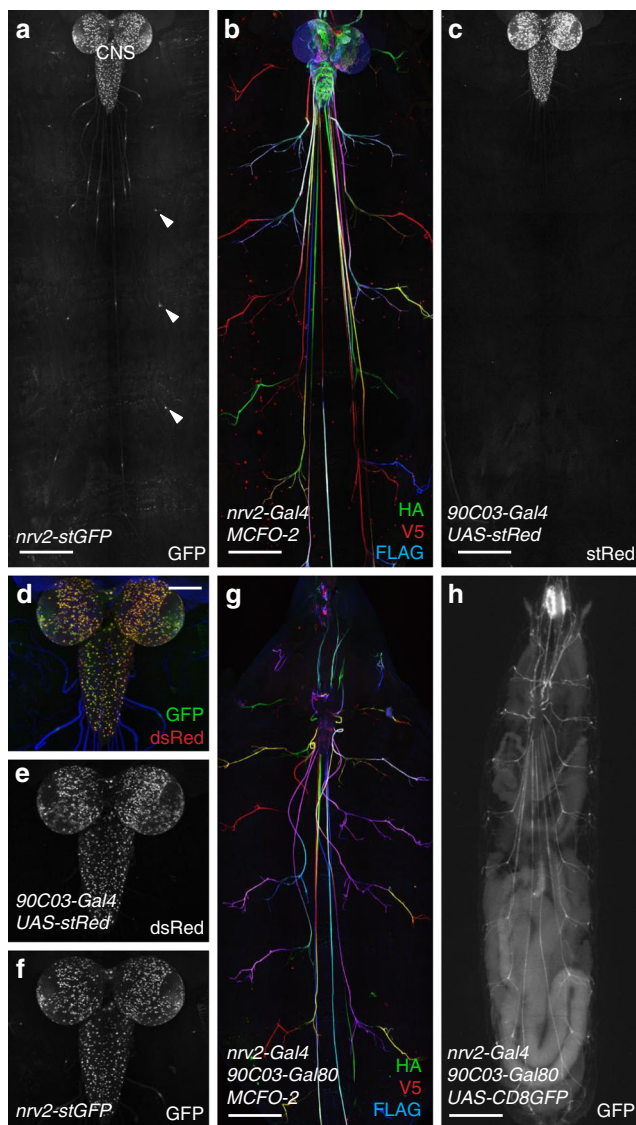 a
CNS
nrv2-stGFP
GFP
b
nrv2-Gal4
MCFO-2
HA
V5
FLAG
c
90C03-Gal4
UAS-stRed
stRed
d
GFP
dsRed
e
90C03-Gal4
UAS-stRed
dsRed
f
nrv2-stGFP
GFP
g
nrv2-Gal4
90C03-Gal80
MCFO-2
HA
V5
FLAG
h
nrv2-Gal4
90C03-Gal80
UAS-CD8GFP
GFP